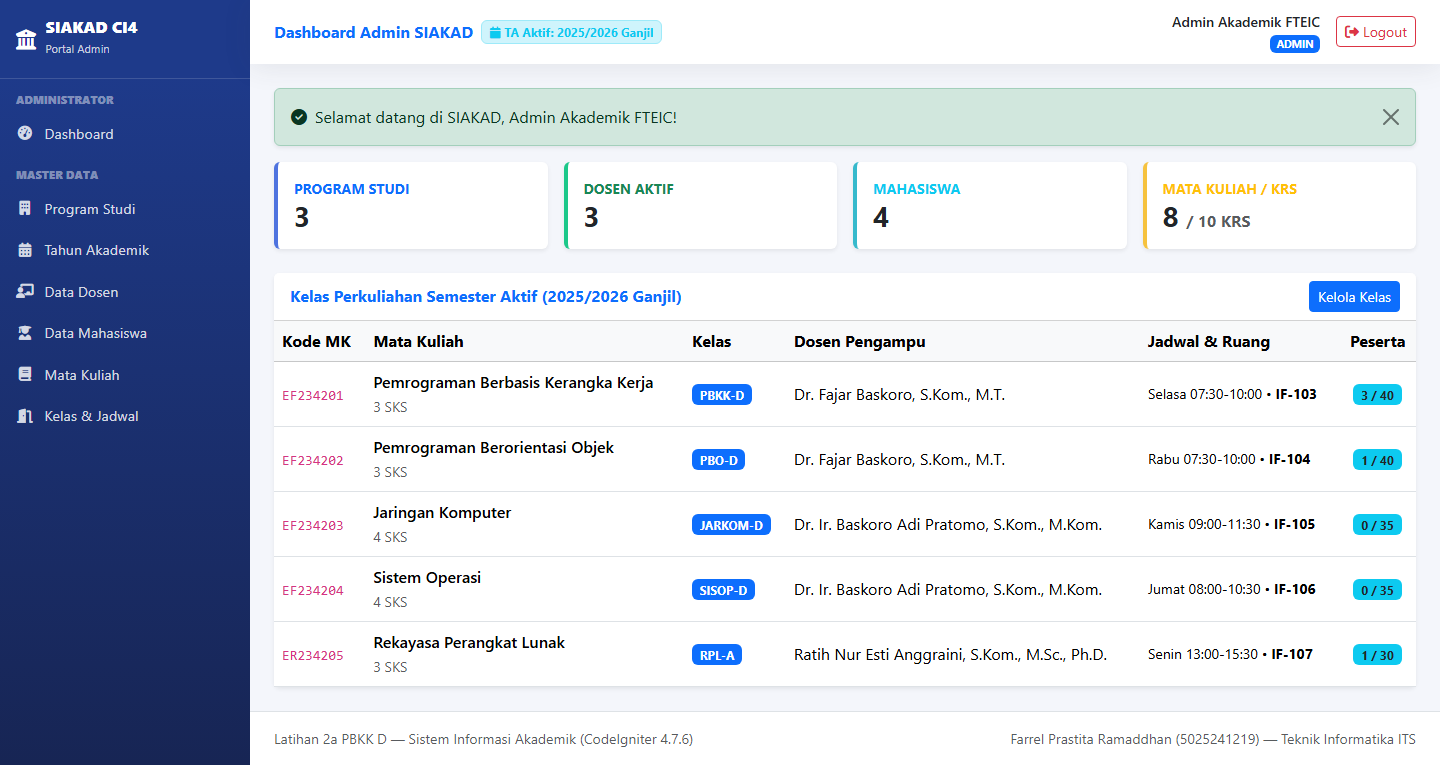 SIAKAD CI4
Portal Admin
ADMINISTRATOR
Dashboard
MASTER DATA
Program Studi
Tahun Akademik
Data Dosen
Data Mahasiswa
Mata Kuliah
Kelas & Jadwal
Dashboard Admin SIAKAD
TA Aktif: 2025/2026 Ganjil
Admin Akademik FTEIC
ADMIN
Logout
Selamat datang di SIAKAD, Admin Akademik FTEIC!
PROGRAM STUDI
3
DOSEN AKTIF
3
MAHASISWA
4
MATA KULIAH / KRS
8 / 10 KRS
Kelas Perkuliahan Semester Aktif (2025/2026 Ganjil)
Kelola Kelas
Kode MK Mata Kuliah Kelas Dosen Pengampu Jadwal & Ruang Peserta
EF234201 Pemrograman Berbasis Kerangka Kerja PBKK-D Dr. Fajar Baskoro, S.Kom., M.T. Selasa 07:30-10:00 • IF-103 3 / 40
3 SKS
EF234202 Pemrograman Berorientasi Objek PBO-D Dr. Fajar Baskoro, S.Kom., M.T. Rabu 07:30-10:00 • IF-104 1 / 40
3 SKS
EF234203 Jaringan Komputer JARKOM-D Dr. Ir. Baskoro Adi Pratomo, S.Kom., M.Kom. Kamis 09:00-11:30 • IF-105 0 / 35
4 SKS
EF234204 Sistem Operasi SISOP-D Dr. Ir. Baskoro Adi Pratomo, S.Kom., M.Kom. Jumat 08:00-10:30 • IF-106 0 / 35
4 SKS
ER234205 Rekayasa Perangkat Lunak RPL-A Ratih Nur Esti Anggraini, S.Kom., M.Sc., Ph.D. Senin 13:00-15:30 • IF-107 1 / 30
3 SKS
Latihan 2a PBKK D — Sistem Informasi Akademik (CodeIgniter 4.7.6)
Farrel Prastita Ramaddhan (5025241219) — Teknik Informatika ITS